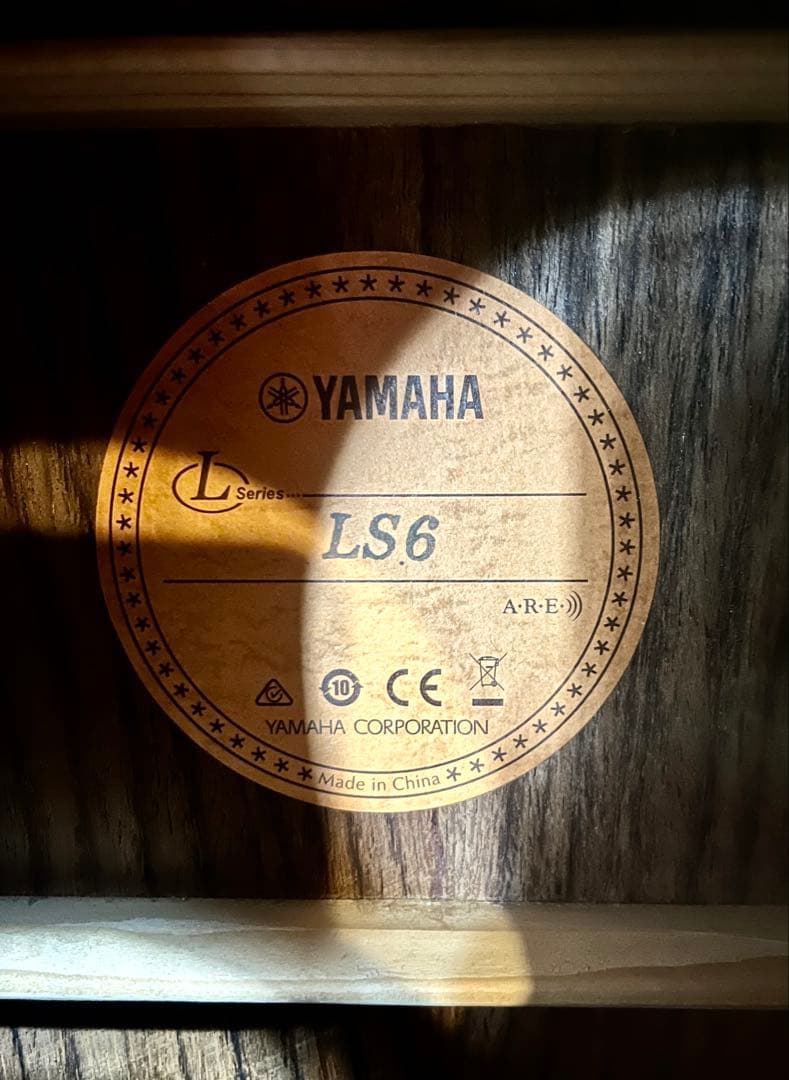 YAMAHA
L Series...
LS6
A·R·E·
10
CE
YAMAHA CORPORATION
Made in China